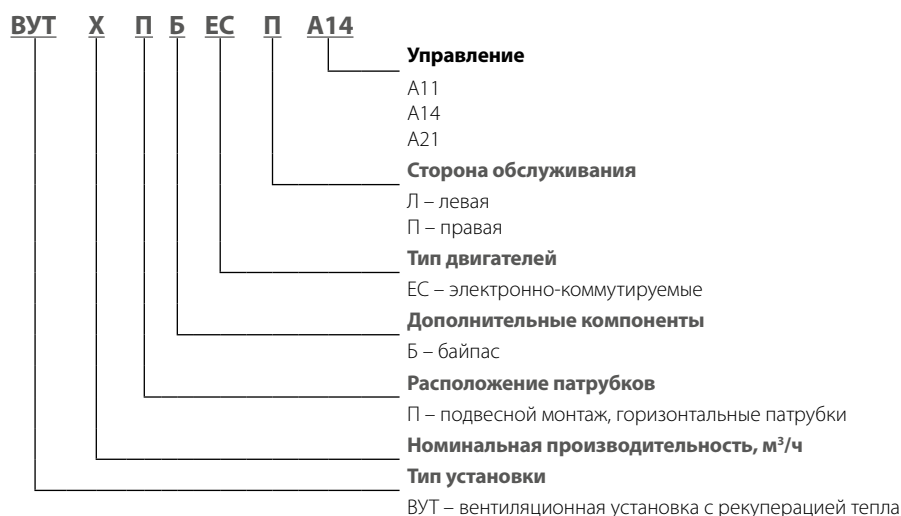 ВУТ Х П Б ЕС П А14
Управление
А11
А14
А21
Сторона обслуживания
Л – левая
П – правая
Тип двигателей
ЕС – электронно-коммутируемые
Дополнительные компоненты
Б – байпас
Расположение патрубков
П – подвесной монтаж, горизонтальные патрубки
Номинальная производительность, м³/ч
Тип установки
ВУТ – вентиляционная установка с рекуперацией тепла